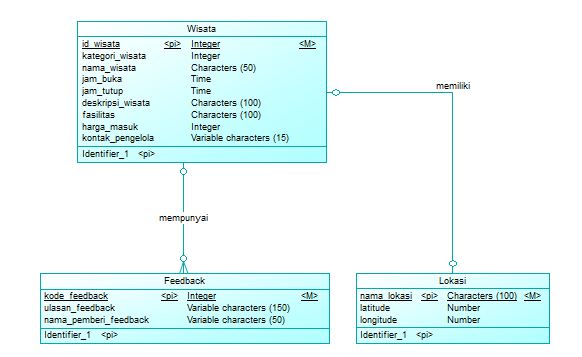 Wisata
id_wisata <pi> Integer <M>
kategori_wisata Integer
nama_wisata Characters (50)
jam_buka Time
jam_tutup Time
deskripsi_wisata Characters (100)
fasilitas Characters (100)
harga_masuk Integer
kontak_pengelola Variable characters (15)
Identifier_1 <pi>
memiliki
mempunyai
Feedback
kode_feedback <pi> Integer <M>
ulasan_feedback Variable characters (150)
nama_pemberi_feedback Variable characters (50)
Identifier_1 <pi>
Lokasi
nama_lokasi <pi> Characters (100) <M>
latitude Number
longitude Number
Identifier_1 <pi>